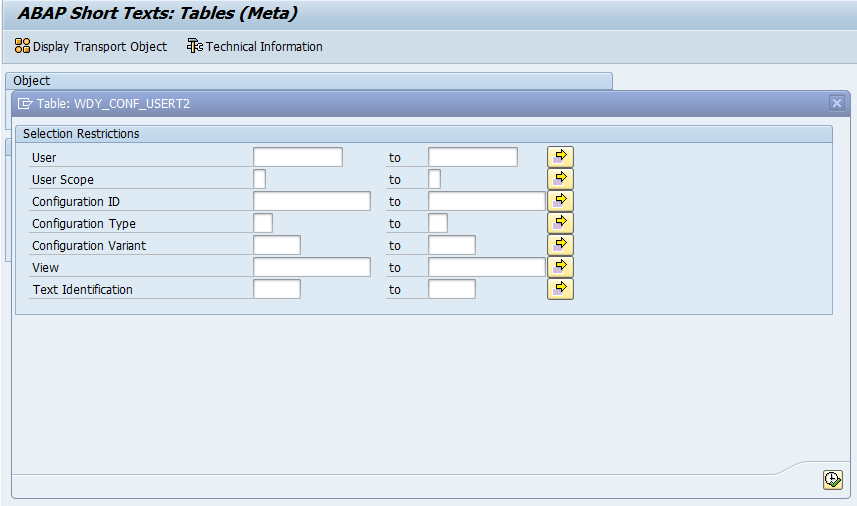 ABAP Short Texts: Tables (Meta)
Display Transport Object Technical Information
Object
Table: WDY_CONF_USERT2
Selection Restrictions
User to
User Scope to
Configuration ID to
Configuration Type to
Configuration Variant to
View to
Text Identification to